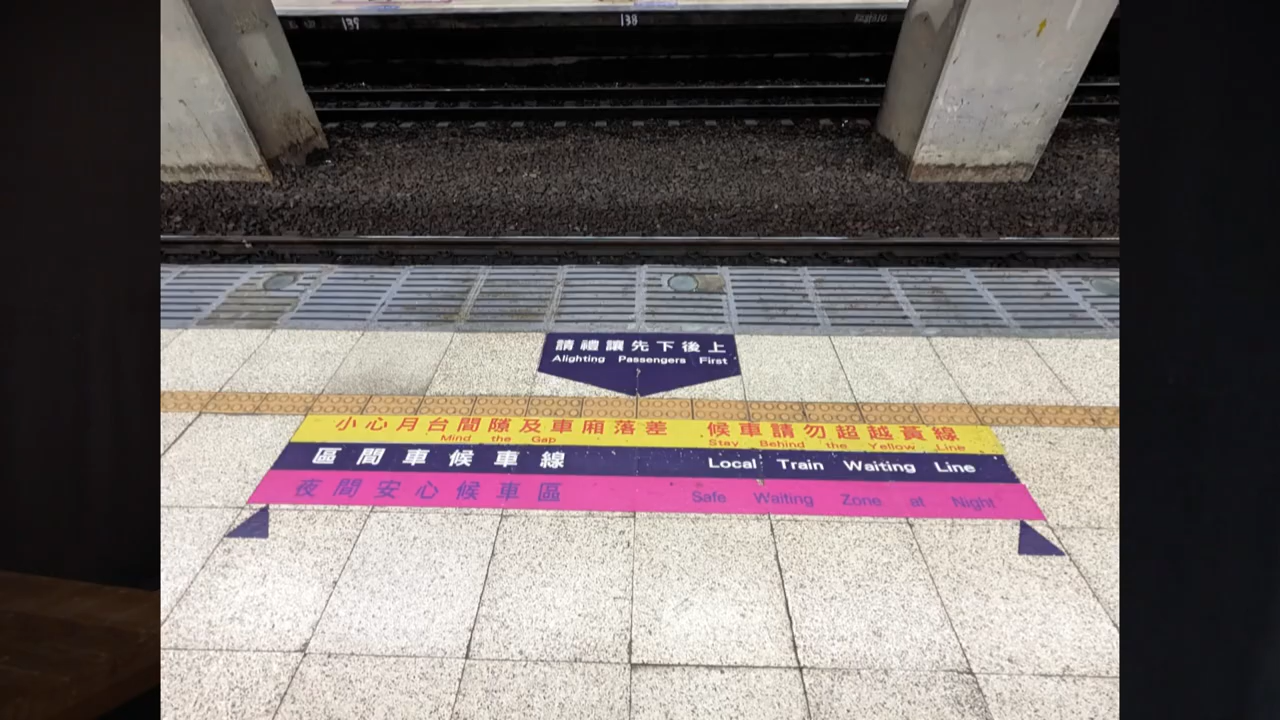 139
138
請禮讓先下後上
Alighting Passengers First
小心月台間隙及車廂落差 候車請勿超越黃線
Mind the Gap Stay Behind the Yellow Line
區間車候車線 Local Train Waiting Line
夜間安心候車區 Safe Waiting Zone at Night